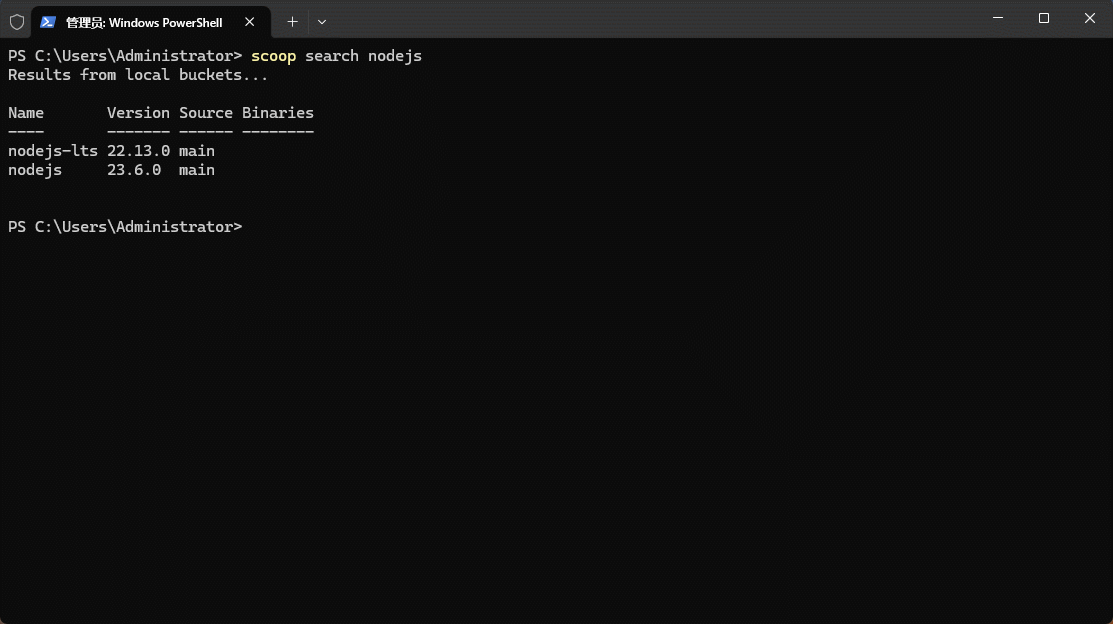 管理员: Windows PowerShell
PS C:\Users\Administrator> scoop search nodejs
Results from local buckets...
Name       Version Source Binaries
----       ------- ------ --------
nodejs-lts 22.13.0 main
nodejs     23.6.0  main
PS C:\Users\Administrator>